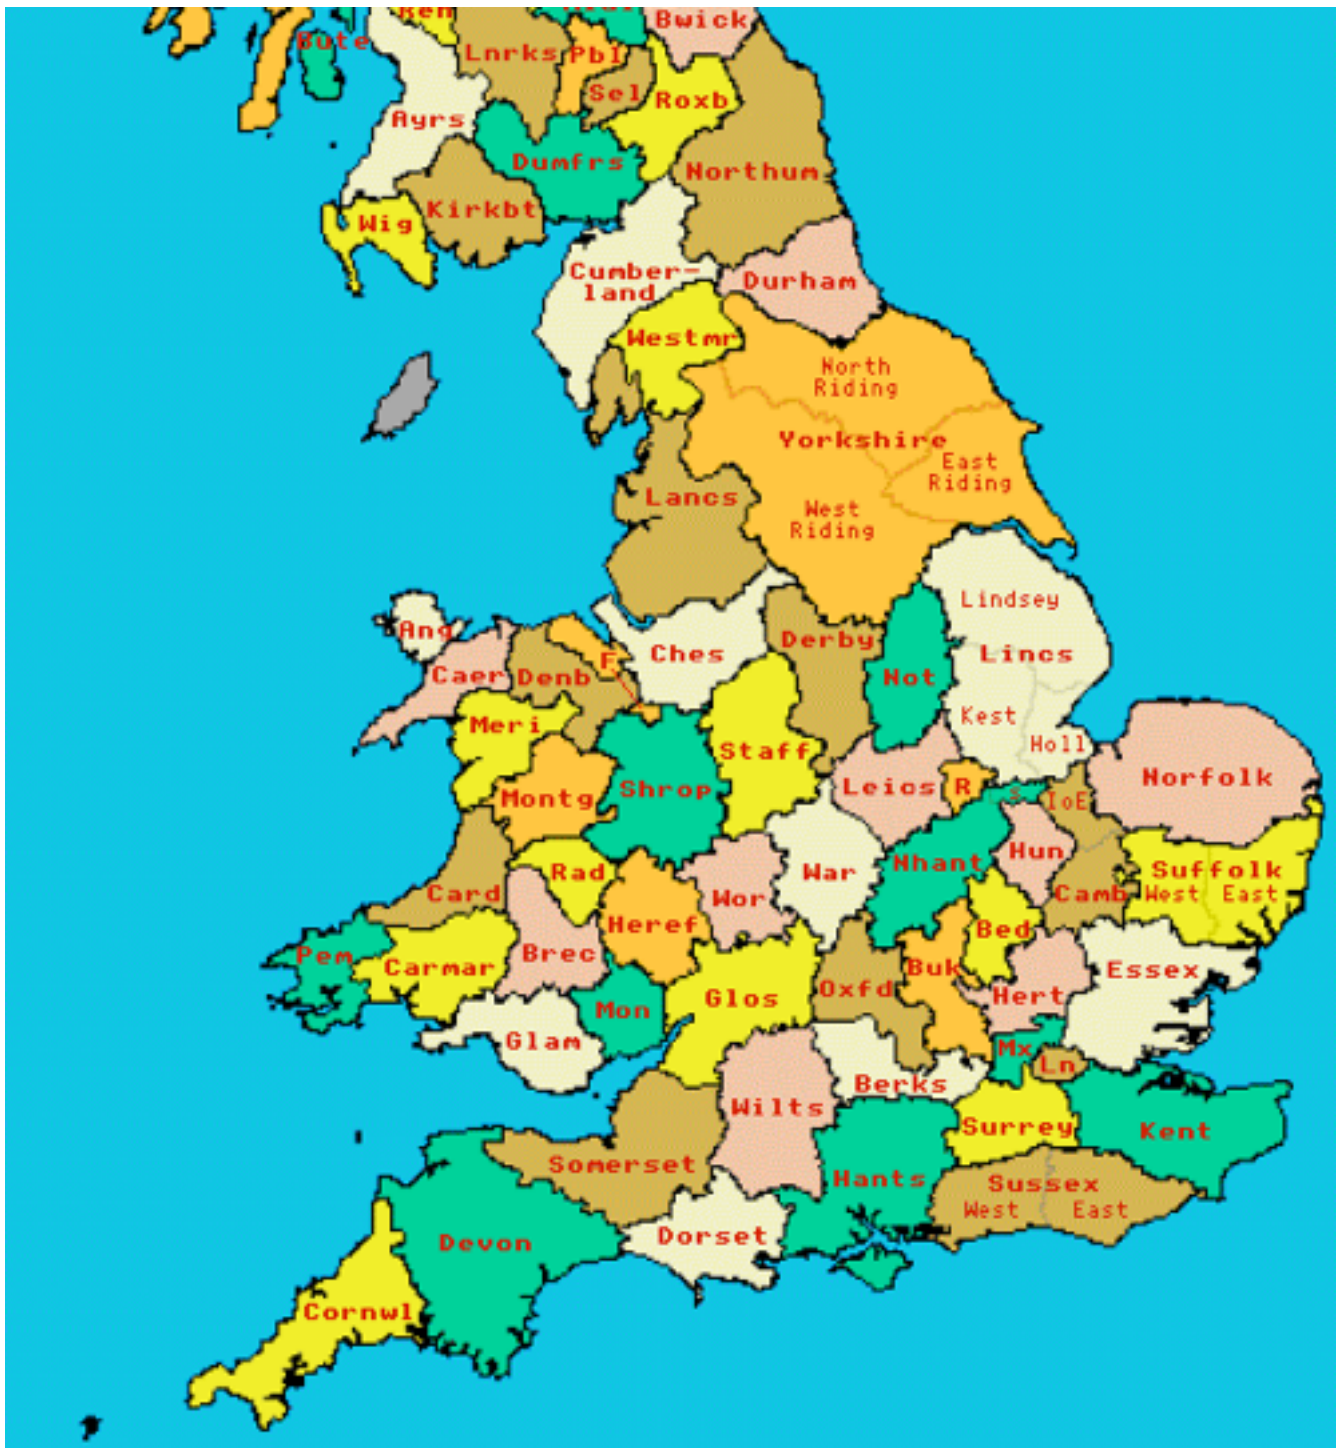 Ren
Bwick
Bute
Lnrks
Pbl
Sel
Roxb
Ayrs
Dumfrs
Northum
Kirkbt
Wig
Cumber-
land
Durham
Westmr
North
Riding
Yorkshire
East
Riding
Lancs
West
Riding
Lindsey
Ang
Derby
Ches
Lincs
F
Caer
Denb
Not
Meri
Kest
Staff
Holl
Norfolk
Shrop
Leics
R
Montg
S
IoE
Hun
Nhant
Suffolk
Rad
War
Card
Wor
Camb
West
East
Heref
Bed
Brec
Pem
Carmar
Buk
Essex
Oxfd
Hert
Glos
Mon
Glam
Mx
Ln
Berks
Wilts
Surrey
Kent
Somerset
Hants
Sussex
West
East
Dorset
Devon
Cornwl